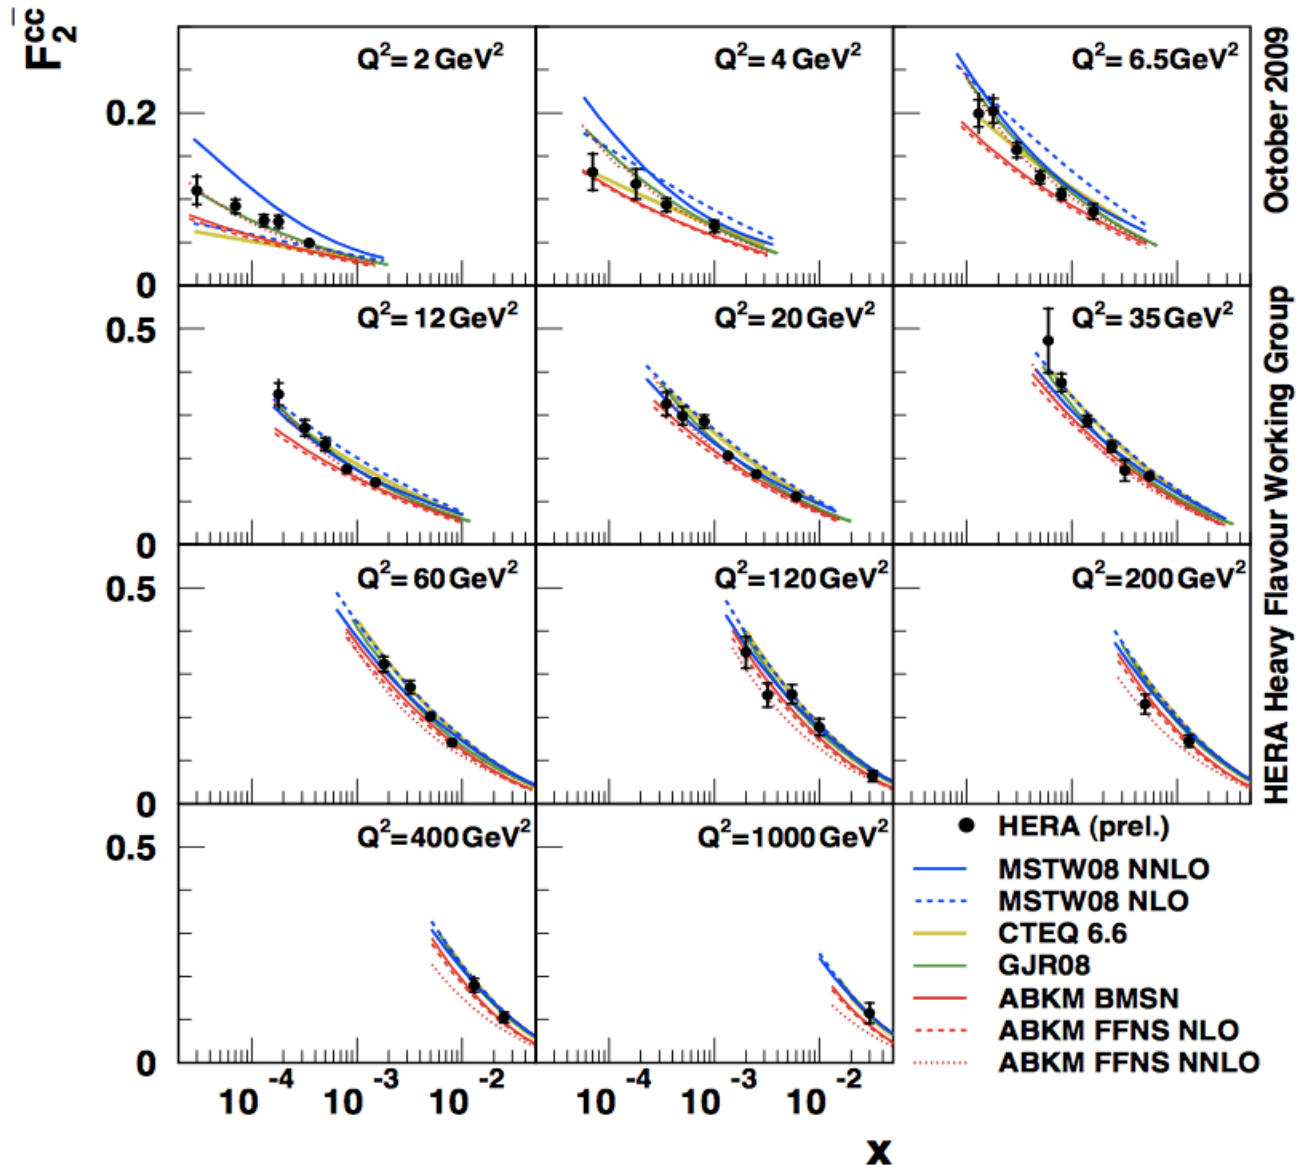 F₂^cc̄
Q²= 2 GeV²
Q²= 4 GeV²
Q²= 6.5GeV²
0.2
0
Q²= 12 GeV²
Q²= 20 GeV²
Q²= 35 GeV²
0.5
0
Q²= 60 GeV²
Q²= 120 GeV²
Q²= 200 GeV²
0.5
0
Q²= 400 GeV²
Q²= 1000 GeV²
0.5
0
10⁻⁴ 10⁻³ 10⁻² 10⁻⁴ 10⁻³ 10⁻²
x
HERA (prel.)
MSTW08 NNLO
MSTW08 NLO
CTEQ 6.6
GJR08
ABKM BMSN
ABKM FFNS NLO
ABKM FFNS NNLO
HERA Heavy Flavour Working Group October 2009